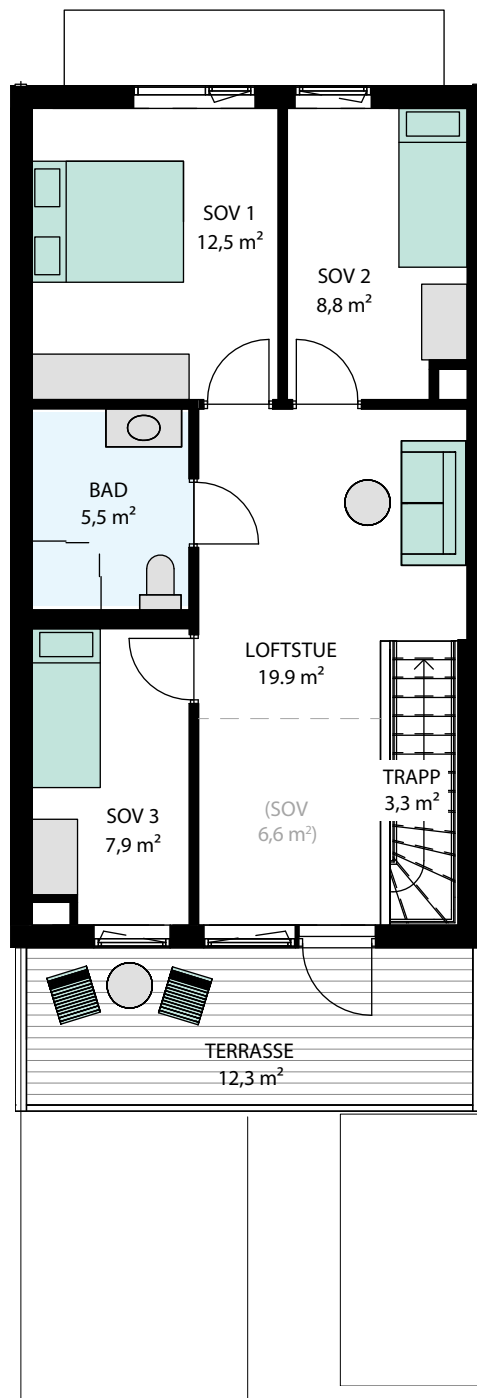 SOV 1
12,5 m²
SOV 2
8,8 m²
BAD
5,5 m²
LOFTSTUE
19.9 m²
TRAPP
3,3 m²
(SOV
6,6 m²)
SOV 3
7,9 m²
TERRASSE
12,3 m²